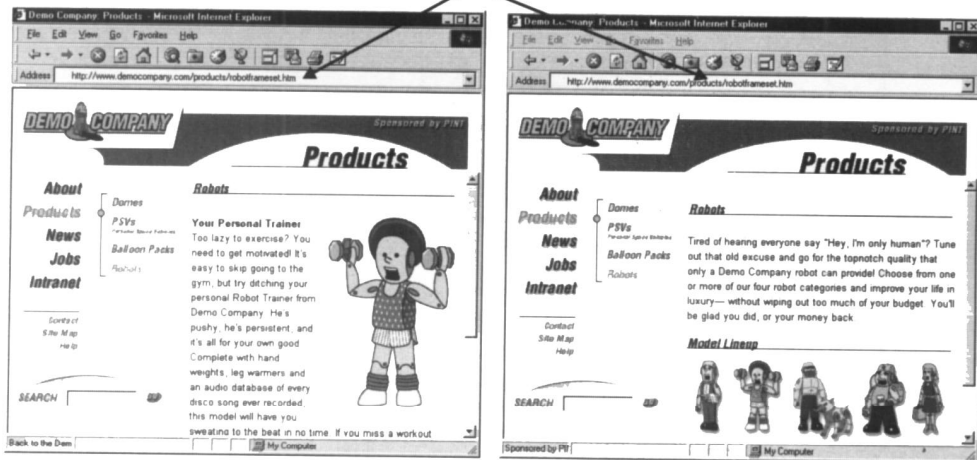 Demo Company: Products - Microsoft Internet Explorer
File Edit View Go Favorites Help
Address http://www.democompany.com/products/robotframeset.htm
DEMO COMPANY
Sponsored by PINT
Products
About
Products
News
Jobs
Intranet
Domes
PSVs
Balloon Packs
Robots
Contact
Site Map
Help
SEARCH
Robots
Your Personal Trainer
Too lazy to exercise? You
need to get motivated! It's
easy to skip going to the
gym, but try ditching your
personal Robot Trainer from
Demo Company. He's
pushy, he's persistent, and
it's all for your own good
Complete with hand
weights, leg warmers and
an audio database of every
disco song ever recorded,
this model will have you
sweating to the beat in no time. If you miss a workout
Back to the Dem
My Computer
Demo Company: Products - Microsoft Internet Explorer
File Edit View Go Favorites Help
Address http://www.democompany.com/products/robotframeset.htm
DEMO COMPANY
Sponsored by PINT
Products
About
Products
News
Jobs
Intranet
Domes
PSVs
Balloon Packs
Robots
Contact
Site Map
Help
SEARCH
Robots
Tired of hearing everyone say "Hey, I'm only human"? Tune
out that old excuse and go for the topnotch quality that
only a Demo Company robot can provide! Choose from one
or more of our four robot categories and improve your life in
luxury— without wiping out too much of your budget. You'll
be glad you did, or your money back
Model Lineup
Sponsored by PI
My Computer